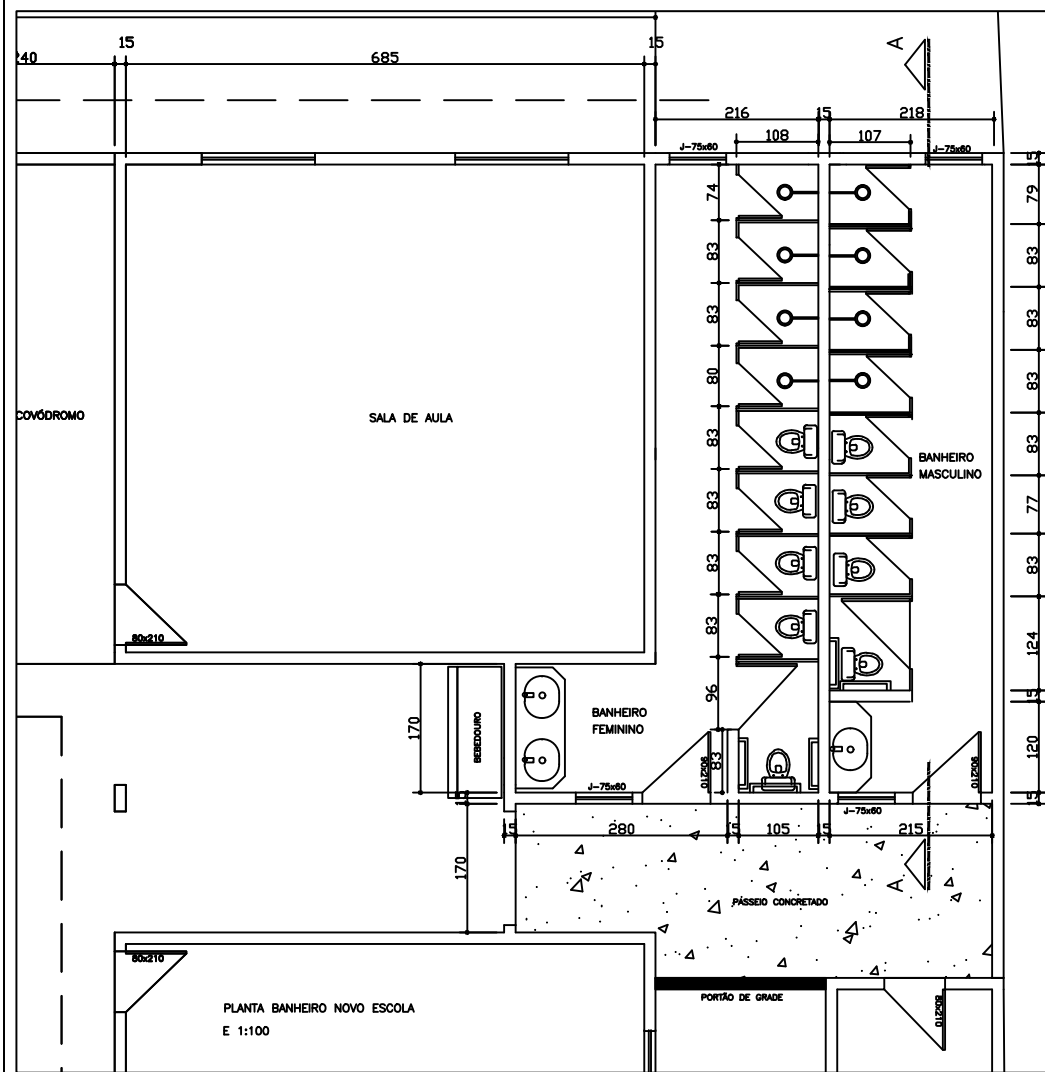 15
15
240
685
A
216
15
218
108
107
J-75x60
J-75x60
15
74
79
83
83
83
83
80
83
COVÓDROMO
SALA DE AULA
83
83
BANHEIRO
MASCULINO
83
77
83
83
83
124
80x210
96
15
170
BEBEDOURO
BANHEIRO
FEMININO
83
90x210
90x210
120
J-75x60
J-75x60
15
15
280
15
105
15
215
170
A
PÁSSEIO CONCRETADO
80x210
PORTÃO DE GRADE
80x210
PLANTA BANHEIRO NOVO ESCOLA
E 1:100